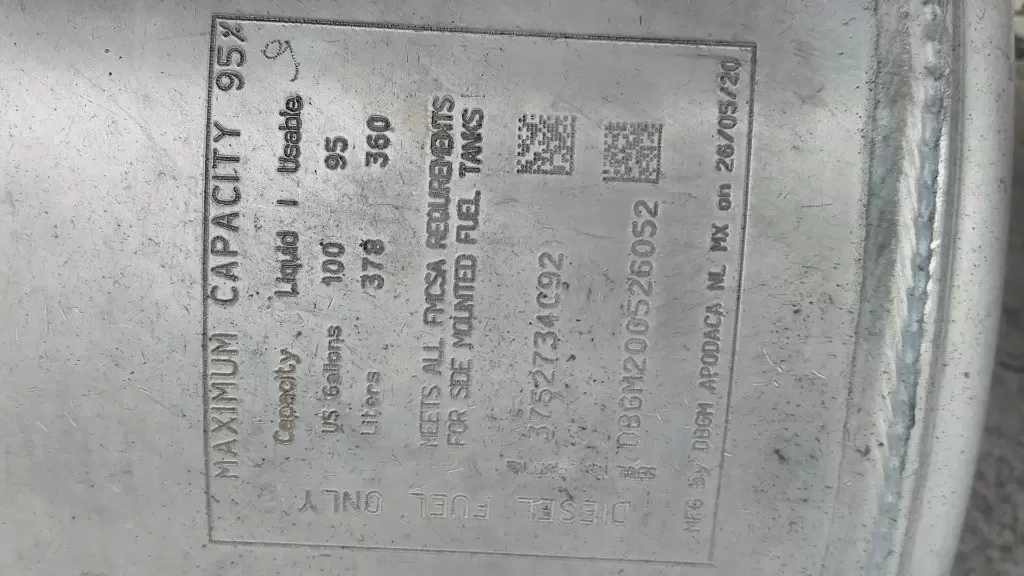 MAXIMUM CAPACITY 95%
Capacity Liquid | Usable
US Gallons 100 95
Liters 378 360
MEETS ALL FMCSA REQUIREMENTS
FOR SIDE MOUNTED FUEL TANKS
3752734C92
DBGM200526052
MFG by DBGM APODACA NL MX on 26/05/20
DIESEL FUEL ONLY